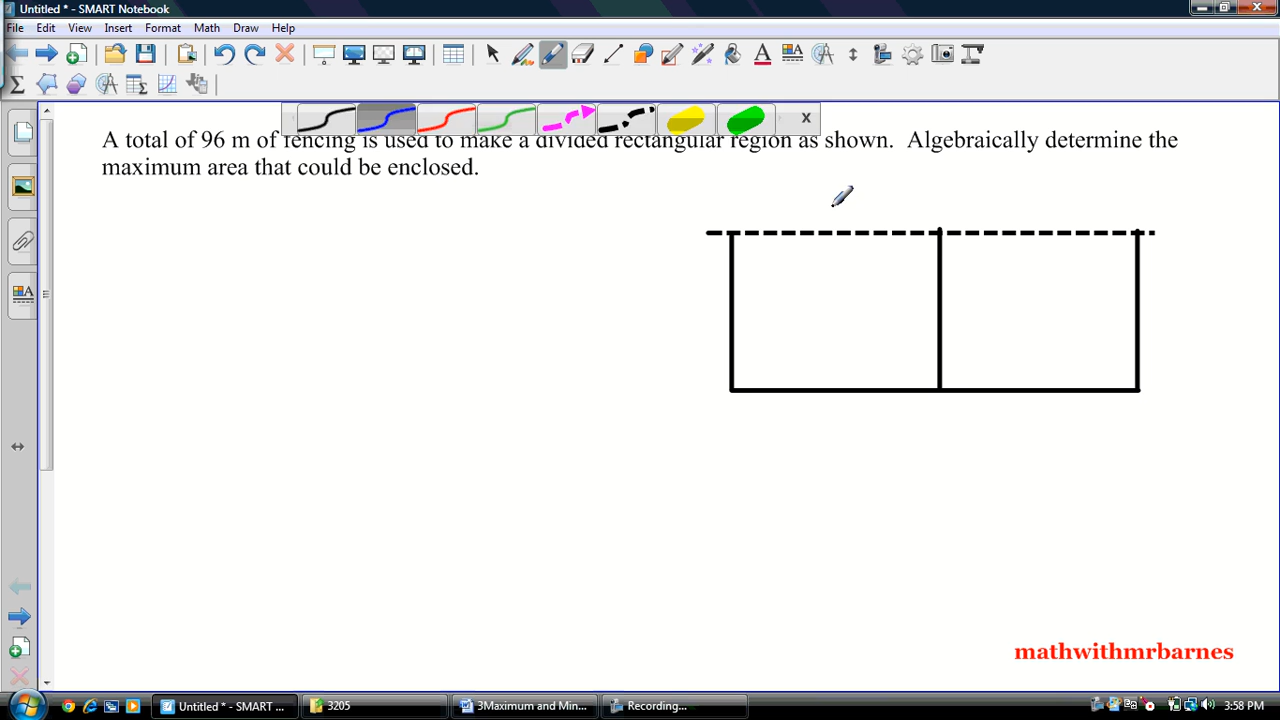 Untitled * - SMART Notebook
File Edit View Insert Format Math Draw Help
A total of 96 m of fencing is used to make a divided rectangular region as shown. Algebraically determine the
maximum area that could be enclosed.
mathwithmrbarnes
Untitled * - SMART ...
3205
3Maximum and Min...
Recording...
3:58 PM